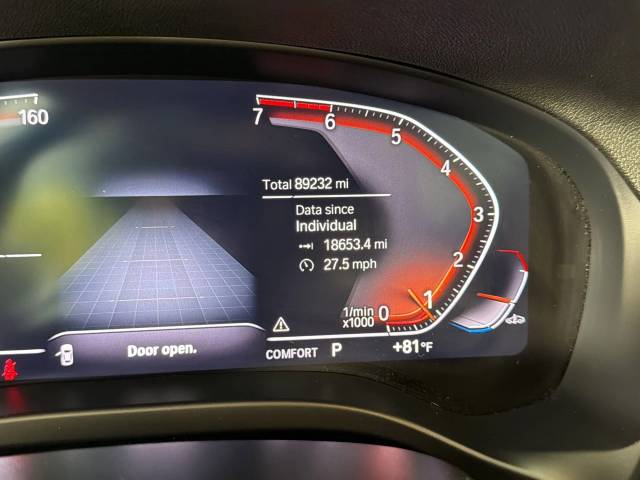 160
7
6
5
4
3
2
1
0
1/min
x1000
Total 89232 mi
Data since
Individual
18653.4 mi
27.5 mph
Door open.
COMFORT P
+81°F